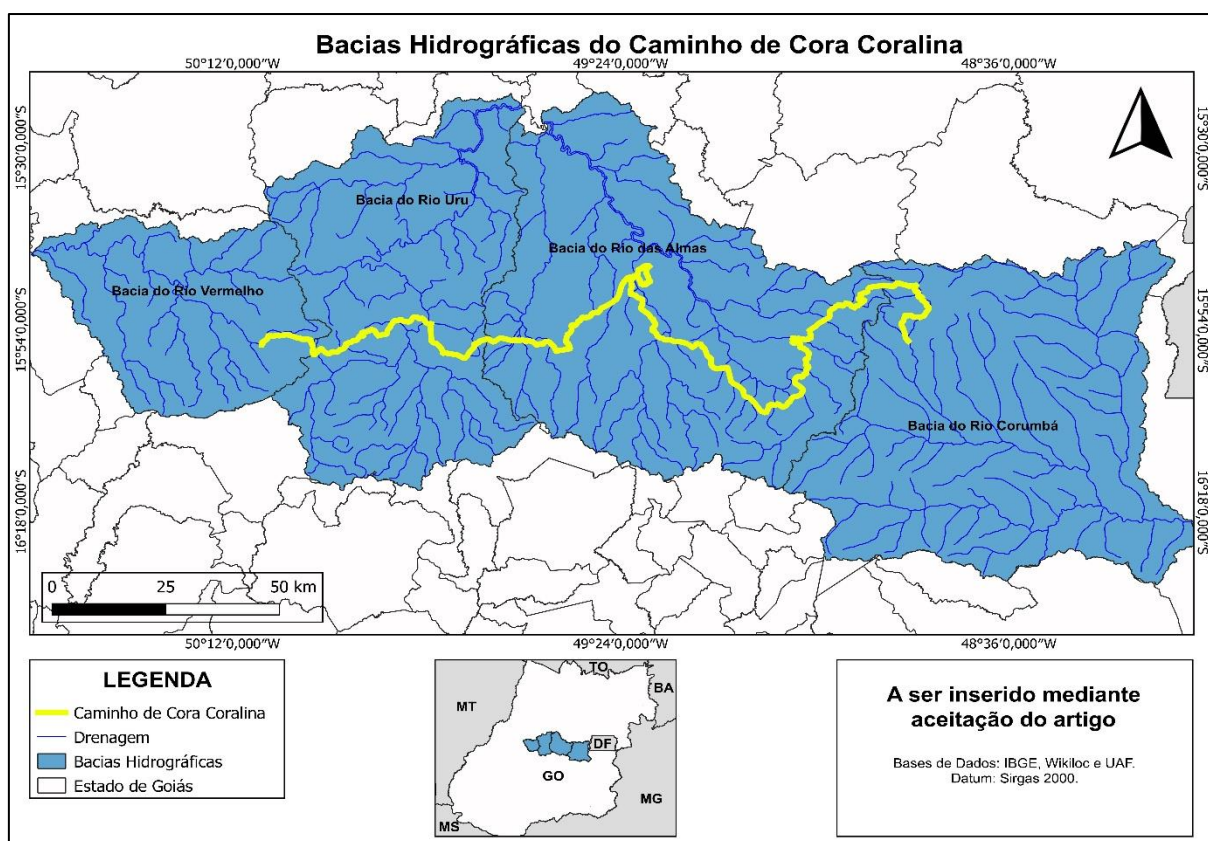 Bacias Hidrográficas do Caminho de Cora Coralina
50°12'0,000"W
49°24'0,000"W
48°36'0,000"W
15°30'0,000"S
15°30'0,000"S
Bacia do Rio Uru
Bacia do Rio das Almas
Bacia do Rio Vermelho
15°54'0,000"S
15°54'0,000"S
Bacia do Rio Corumbá
16°18'0,000"S
16°18'0,000"S
0 25 50 km
50°12'0,000"W
49°24'0,000"W
48°36'0,000"W
LEGENDA
Caminho de Cora Coralina
Drenagem
Bacias Hidrográficas
Estado de Goiás
TO
BA
MT
DF
GO
MG
MS
A ser inserido mediante
aceitação do artigo
Bases de Dados: IBGE, Wikiloc e UAF.
Datum: Sirgas 2000.